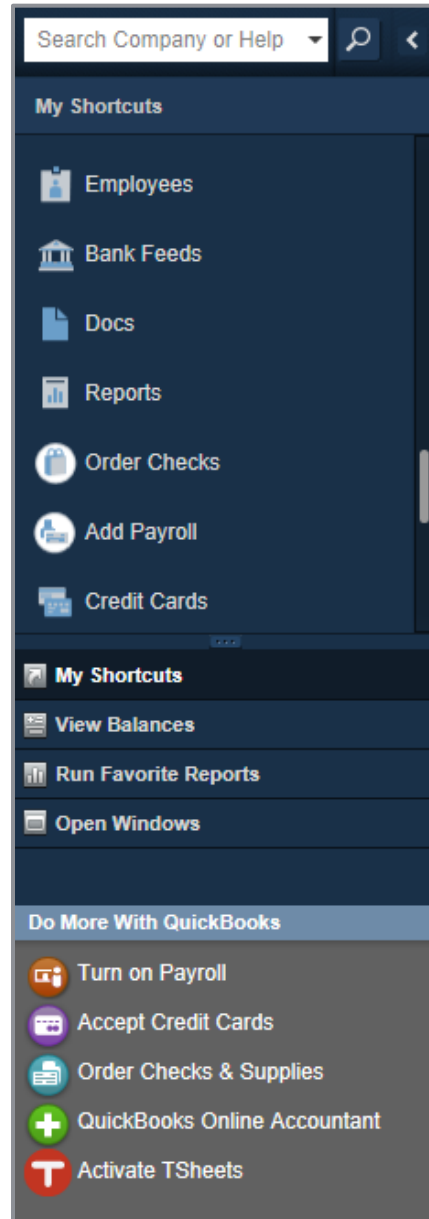 Search Company or Help
My Shortcuts
Employees
Bank Feeds
Docs
Reports
Order Checks
Add Payroll
Credit Cards
My Shortcuts
View Balances
Run Favorite Reports
Open Windows
Do More With QuickBooks
Turn on Payroll
Accept Credit Cards
Order Checks & Supplies
QuickBooks Online Accountant
Activate TSheets